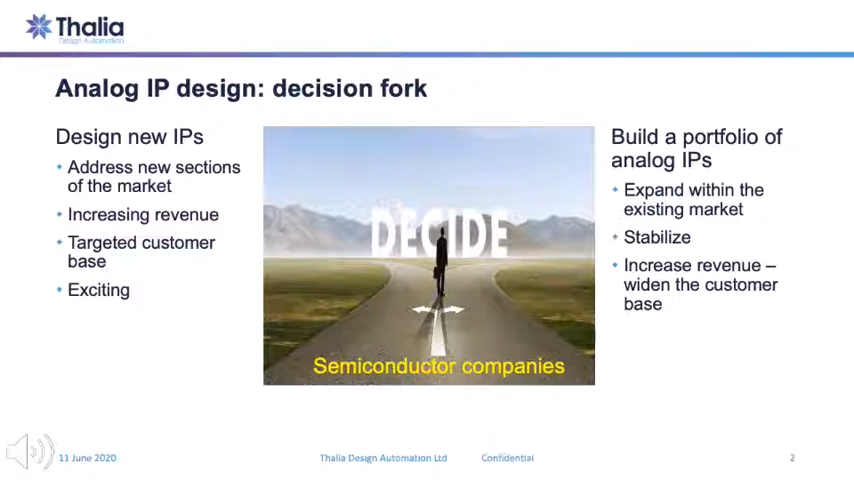 Thalia
Design Automation
Analog IP design: decision fork
Design new IPs
• Address new sections
of the market
• Increasing revenue
• Targeted customer
base
• Exciting
DECIDE
Semiconductor companies
Build a portfolio of
analog IPs
• Expand within the
existing market
• Stabilize
• Increase revenue –
widen the customer
base
11 June 2020
Thalia Design Automation Ltd
Confidential
2